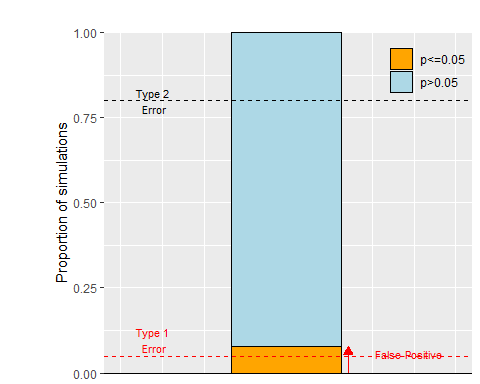 1.00
0.75
0.50
0.25
0.00
Proportion of simulations
Type 2
Error
Type 1
Error
False-Positive
p<=0.05
p>0.05